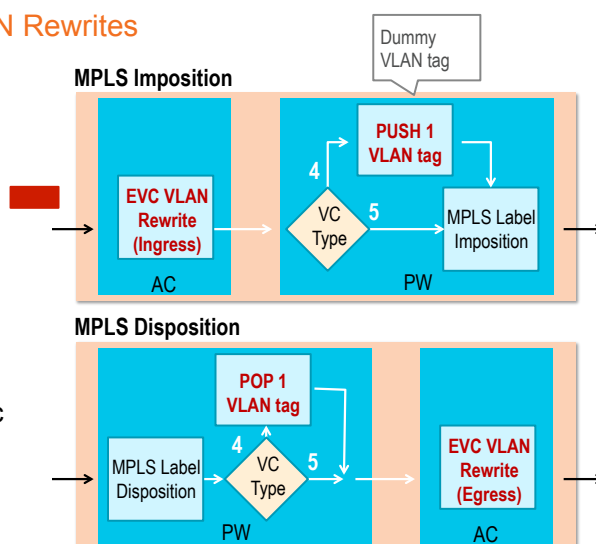 N Rewrites
Dummy
VLAN tag
MPLS Imposition
PUSH 1
VLAN tag
4
EVC VLAN
Rewrite
(Ingress)
VC
Type
5
MPLS Label
Imposition
AC
PW
MPLS Disposition
POP 1
VLAN tag
c
4
EVC VLAN
Rewrite
(Egress)
MPLS Label
Disposition
VC
Type
5
PW
AC